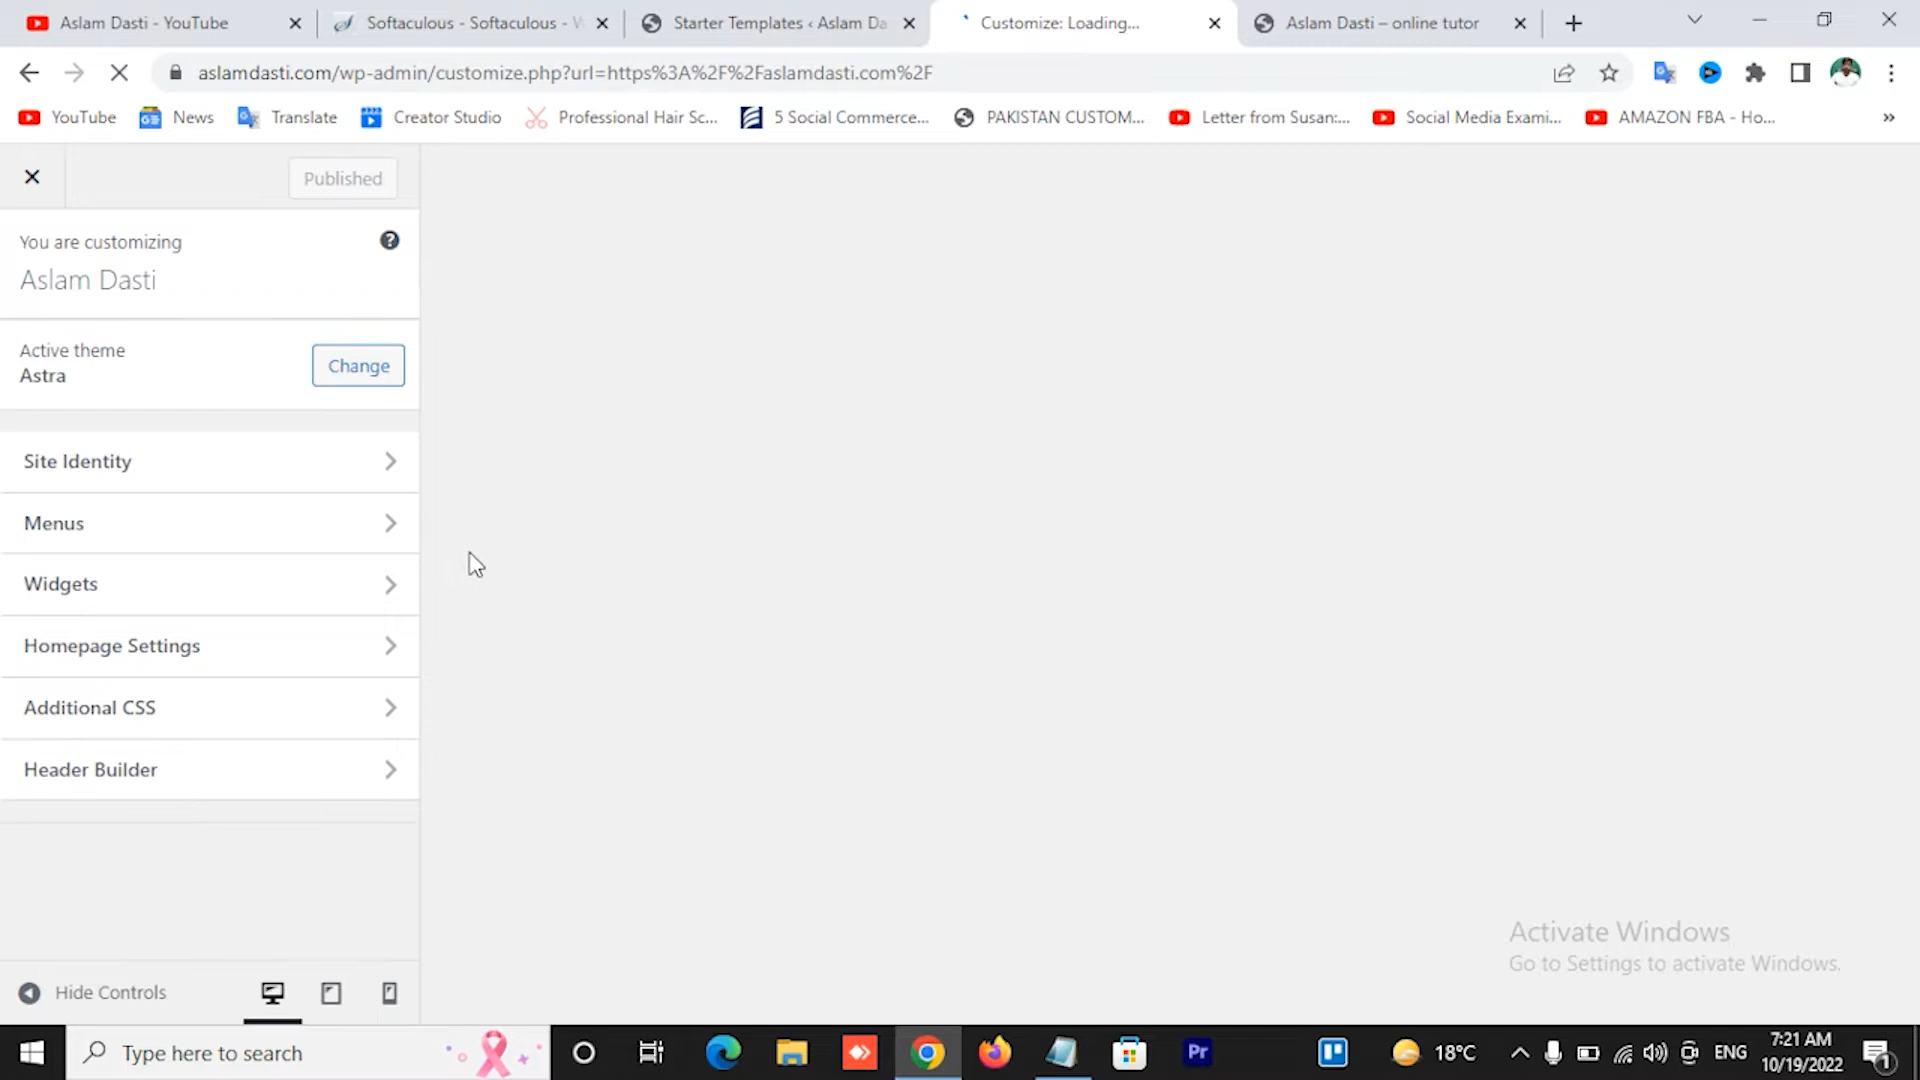 Aslam Dasti - YouTube
Softaculous - Softaculous - W
Starter Templates ‹ Aslam Da
Customize: Loading...
Aslam Dasti – online tutor
aslamdasti.com/wp-admin/customize.php?url=https%3A%2F%2Faslamdasti.com%2F
YouTube
News
Translate
Creator Studio
Professional Hair Sc...
5 Social Commerce...
PAKISTAN CUSTOM...
Letter from Susan:...
Social Media Exami...
AMAZON FBA - Ho...
»
Published
You are customizing
Aslam Dasti
Active theme
Astra
Change
Site Identity
Menus
Widgets
Homepage Settings
Additional CSS
Header Builder
Activate Windows
Go to Settings to activate Windows.
Hide Controls
Type here to search
Pr
18°C
ENG
7:21 AM
10/19/2022
1